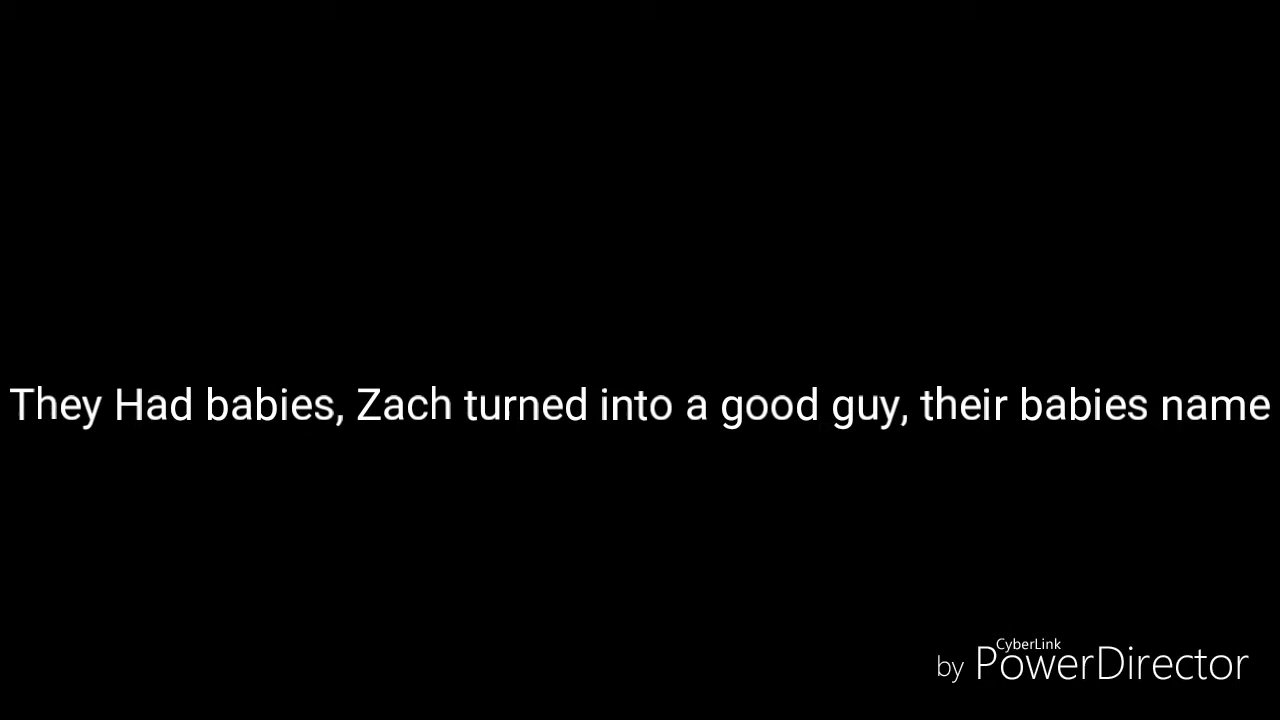 They Had babies, Zach turned into a good guy, their babies name
CyberLink
by PowerDirector